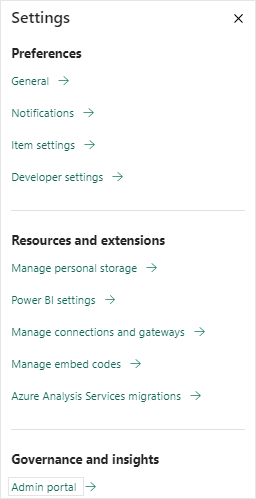 Settings
Preferences
General
Notifications
Item settings
Developer settings
Resources and extensions
Manage personal storage
Power BI settings
Manage connections and gateways
Manage embed codes
Azure Analysis Services migrations
Governance and insights
Admin portal